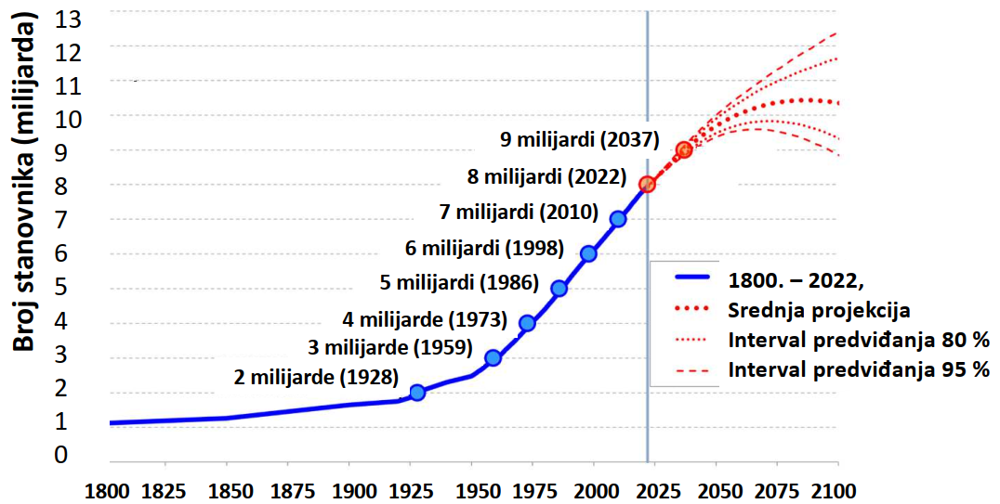 Broj stanovnika (milijarda)
13
12
11
10
9
8
7
6
5
4
3
2
1
0
9 milijardi (2037)
8 milijardi (2022)
7 milijardi (2010)
6 milijardi (1998)
5 milijardi (1986)
4 milijarde (1973)
3 milijarde (1959)
2 milijarde (1928)
1800. – 2022,
Srednja projekcija
Interval predviđanja 80 %
Interval predviđanja 95 %
1800 1825 1850 1875 1900 1925 1950 1975 2000 2025 2050 2075 2100